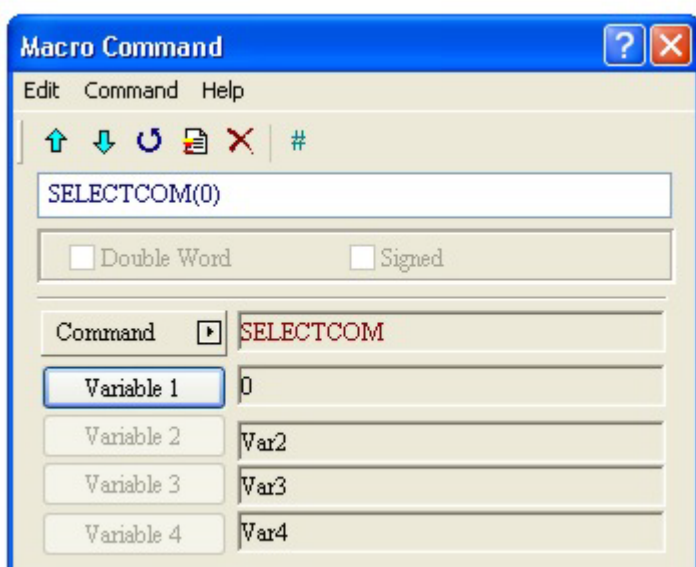 Macro Command
Edit Command Help
#
SELECTCOM(0)
Double Word Signed
Command SELECTCOM
Variable 1 0
Variable 2 Var2
Variable 3 Var3
Variable 4 Var4